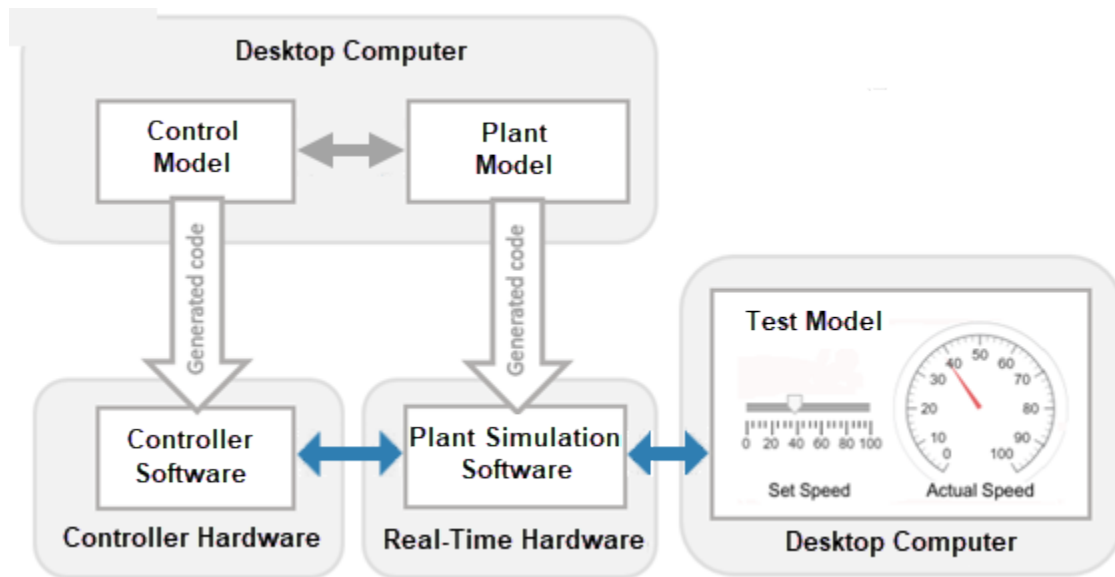 Desktop Computer
Control
Model
Plant
Model
Generated code
Generated code
Controller
Software
Controller Hardware
Plant Simulation
Software
Real-Time Hardware
Test Model
0 20 40 60 80 100
Set Speed
0 10 20 30 40 50 60 70 80 90 100
Actual Speed
Desktop Computer